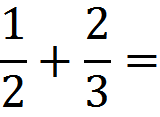 1/2 + 2/3 =